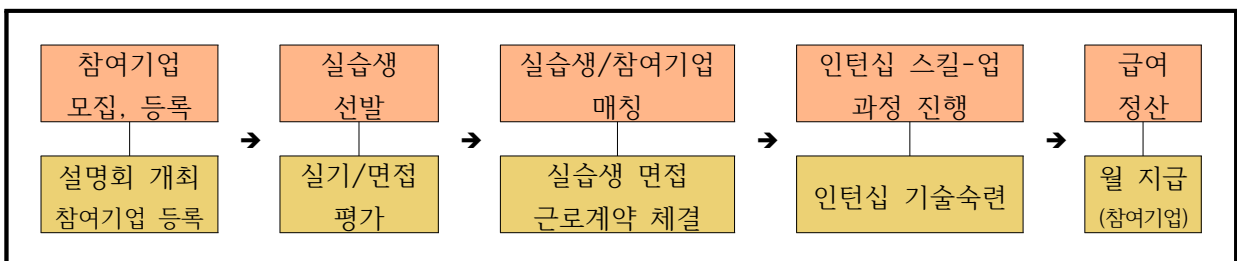 참여기업
모집, 등록
설명회 개최
참여기업 등록
➔
실습생
선발
실기/면접
평가
➔
실습생/참여기업
매칭
실습생 면접
근로계약 체결
➔
인턴십 스킬-업
과정 진행
인턴십 기술숙련
➔
급여
정산
월 지급
(참여기업)